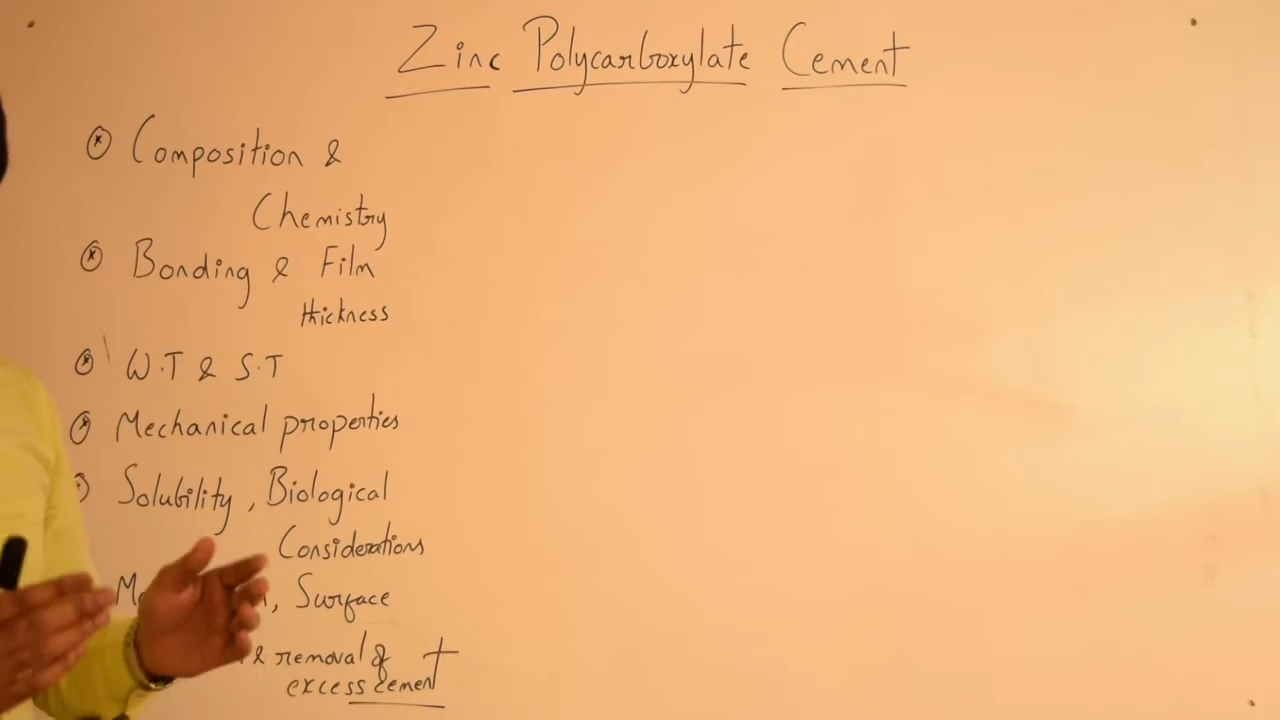 Zinc Polycarboxylate Cement
Composition &
Chemistry
Bonding & Film
thickness
W.T & S.T
Mechanical properties
Solubility, Biological
Considerations
, Surface
& removal of
excess cement